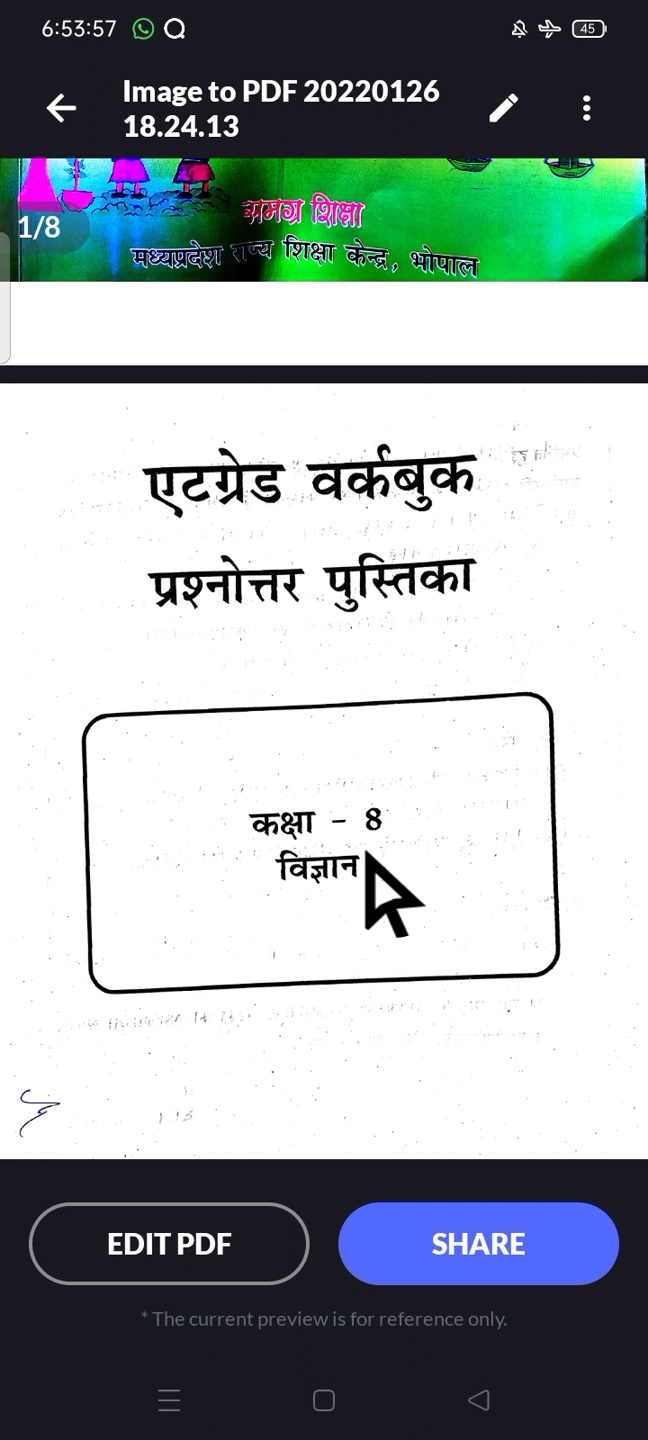 6:53:57
45
Image to PDF 20220126
18.24.13
समग्र शिक्षा
1/8
मध्यप्रदेश राज्य शिक्षा केन्द्र, भोपाल
एटग्रेड वर्कबुक
प्रश्नोत्तर पुस्तिका
कक्षा - 8
विज्ञान
EDIT PDF
SHARE
* The current preview is for reference only.